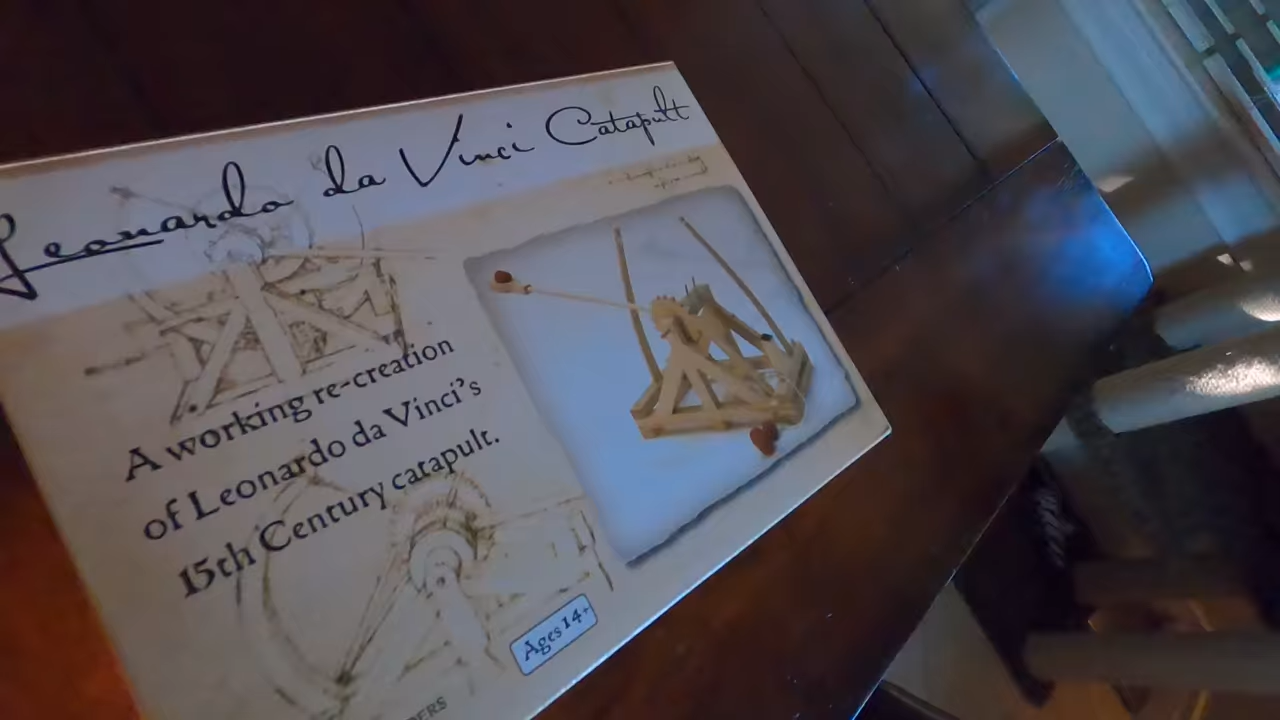 Leonardo da Vinci Catapult
A working re-creation
of Leonardo da Vinci's
15th Century catapult.
Ages 14+